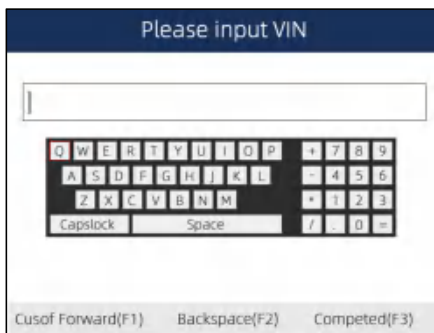 Please input VIN
Q W E R T Y U I O P + 7 8 9
A S D F G H J K L - 4 5 6
Z X C V B N M * 1 2 3
Capslock Space / . 0 =
Cusof Forward(F1) Backspace(F2) Competed(F3)